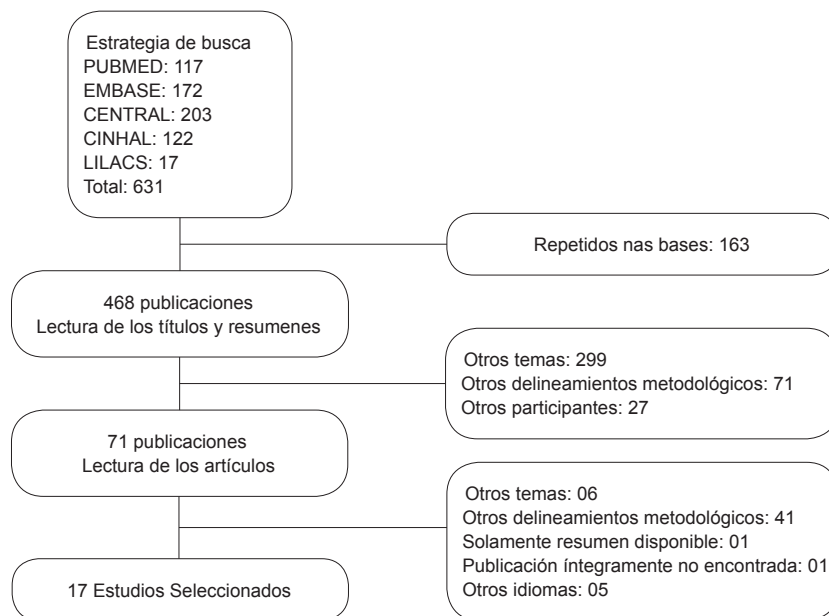 Estrategia de busca
PUBMED: 117
EMBASE: 172
CENTRAL: 203
CINHAL: 122
LILACS: 17
Total: 631
Repetidos nas bases: 163
468 publicaciones
Lectura de los títulos y resumenes
Otros temas: 299
Otros delineamientos metodológicos: 71
Otros participantes: 27
71 publicaciones
Lectura de los artículos
Otros temas: 06
Otros delineamientos metodológicos: 41
Solamente resumen disponible: 01
Publicación íntegramente no encontrada: 01
Otros idiomas: 05
17 Estudios Seleccionados